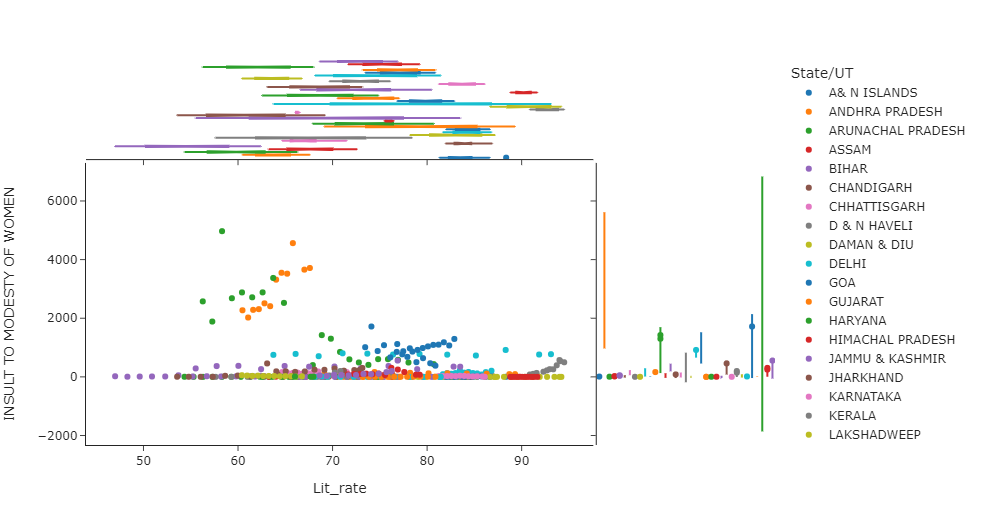 State/UT
A& N ISLANDS
ANDHRA PRADESH
ARUNACHAL PRADESH
ASSAM
BIHAR
CHANDIGARH
CHHATTISGARH
D & N HAVELI
DAMAN & DIU
DELHI
GOA
GUJARAT
HARYANA
HIMACHAL PRADESH
JAMMU & KASHMIR
JHARKHAND
KARNATAKA
KERALA
LAKSHADWEEP
INSULT TO MODESTY OF WOMEN
6000
4000
2000
0
−2000
50 60 70 80 90
Lit_rate